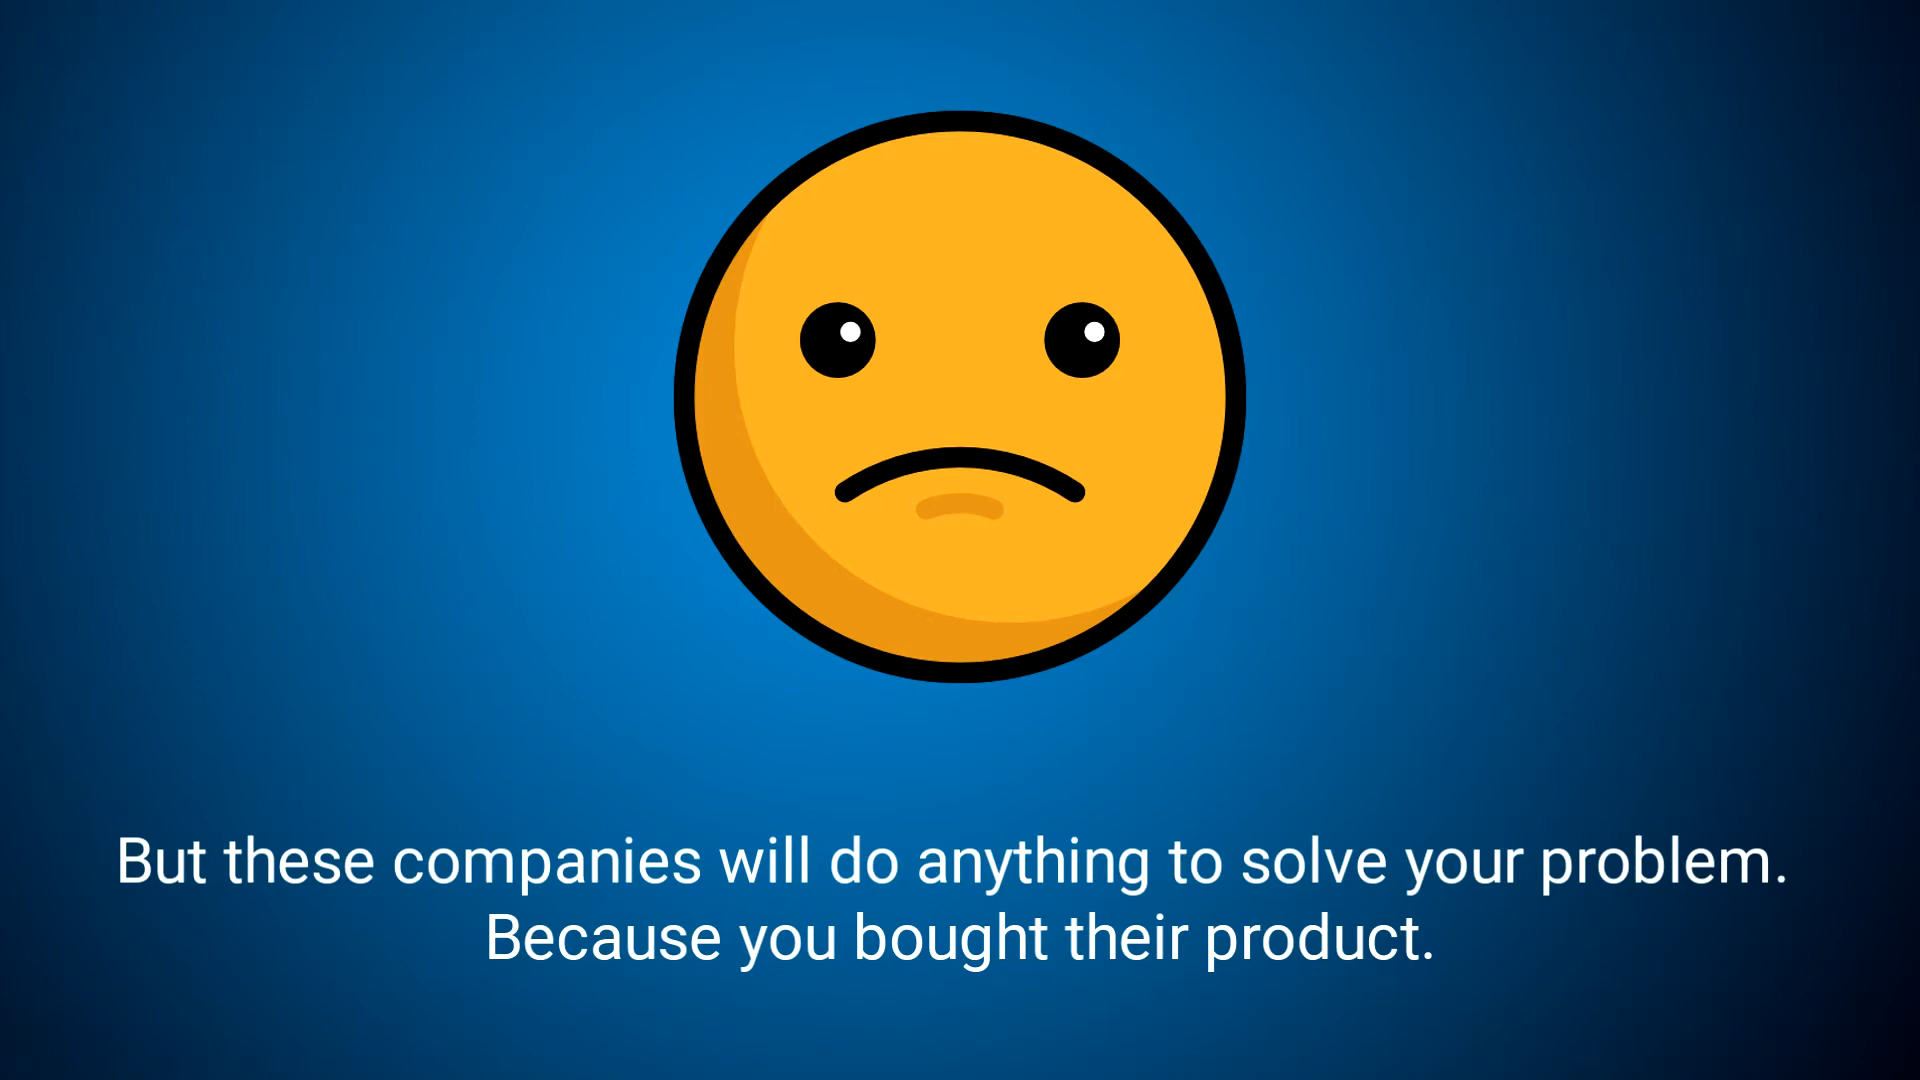 But these companies will do anything to solve your problem.
Because you bought their product.